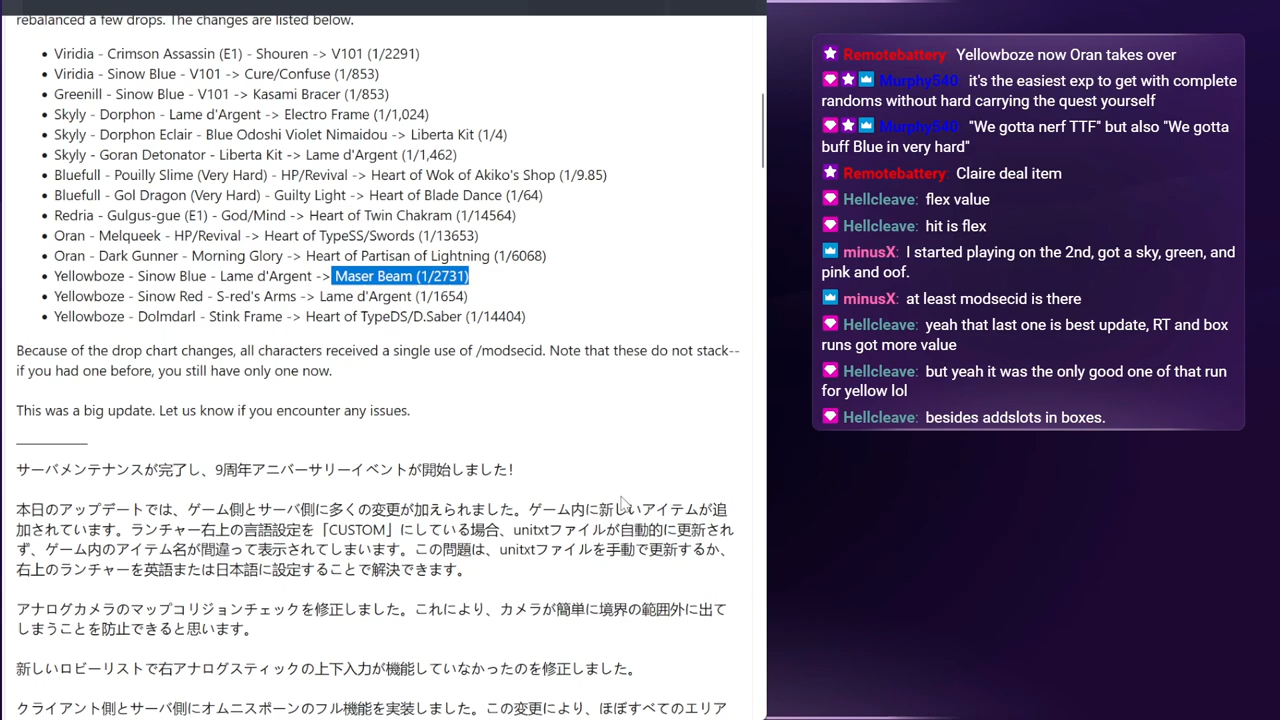 rebalanced a few drops. The changes are listed below.
• Viridia - Crimson Assassin (E1) - Shouren -> V101 (1/2291)
• Viridia - Sinow Blue - V101 -> Cure/Confuse (1/853)
• Greenill - Sinow Blue - V101 -> Kasami Bracer (1/853)
• Skyly - Dorphon - Lame d'Argent -> Electro Frame (1/1,024)
• Skyly - Dorphon Eclair - Blue Odoshi Violet Nimaidou -> Liberta Kit (1/4)
• Skyly - Goran Detonator - Liberta Kit -> Lame d'Argent (1/1,462)
• Bluefull - Pouilly Slime (Very Hard) - HP/Revival -> Heart of Wok of Akiko's Shop (1/9.85)
• Bluefull - Gol Dragon (Very Hard) - Guilty Light -> Heart of Blade Dance (1/64)
• Redria - Gulgus-gue (E1) - God/Mind -> Heart of Twin Chakram (1/14564)
• Oran - Melqueek - HP/Revival -> Heart of TypeSS/Swords (1/13653)
• Oran - Dark Gunner - Morning Glory -> Heart of Partisan of Lightning (1/6068)
• Yellowboze - Sinow Blue - Lame d'Argent -> Maser Beam (1/2731)
• Yellowboze - Sinow Red - S-red's Arms -> Lame d'Argent (1/1654)
• Yellowboze - Dolmdarl - Stink Frame -> Heart of TypeDS/D.Saber (1/14404)
Because of the drop chart changes, all characters received a single use of /modsecid. Note that these do not stack--
if you had one before, you still have only one now.
This was a big update. Let us know if you encounter any issues.
サーバメンテナンスが完了し、9周年アニバーサリーイベントが開始しました！
本日のアップデートでは、ゲーム側とサーバ側に多くの変更が加えられました。ゲーム内に新しいアイテムが追
加されています。ランチャー右上の言語設定を「CUSTOM」にしている場合、unitxtファイルが自動的に更新され
ず、ゲーム内のアイテム名が間違って表示されてしまいます。この問題は、unitxtファイルを手動で更新するか、
右上のランチャーを英語または日本語に設定することで解決できます。
アナログカメラのマップコリジョンチェックを修正しました。これにより、カメラが簡単に境界の範囲外に出て
しまうことを防止できると思います。
新しいロビーリストで右アナログスティックの上下入力が機能していなかったのを修正しました。
クライアント側とサーバ側にオムニスポーンのフル機能を実装しました。この変更により、ほぼすべてのエリア
Remotebattery: Yellowboze now Oran takes over
Murphy540: it's the easiest exp to get with complete
randoms without hard carrying the quest yourself
Murphy540: "We gotta nerf TTF" but also "We gotta
buff Blue in very hard"
Remotebattery: Claire deal item
Hellcleave: flex value
Hellcleave: hit is flex
minusX: I started playing on the 2nd, got a sky, green, and
pink and oof.
minusX: at least modsecid is there
Hellcleave: yeah that last one is best update, RT and box
runs got more value
Hellcleave: but yeah it was the only good one of that run
for yellow lol
Hellcleave: besides addslots in boxes.